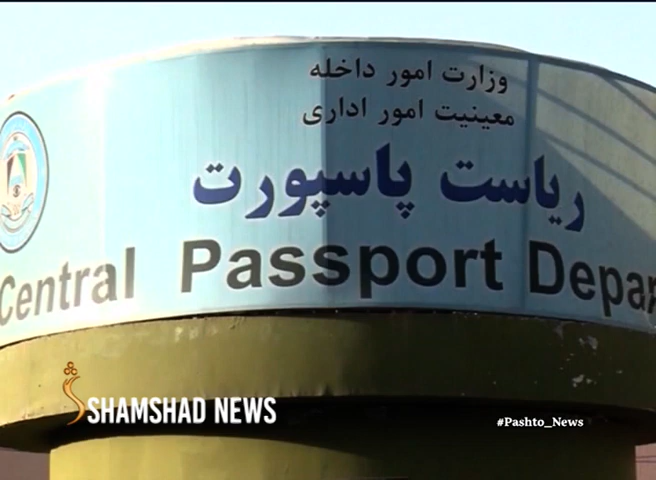 وزارت امور داخله
معینیت امور اداری
ریاست پاسپورت
Central Passport Depar
SHAMSHAD NEWS
#Pashto_News